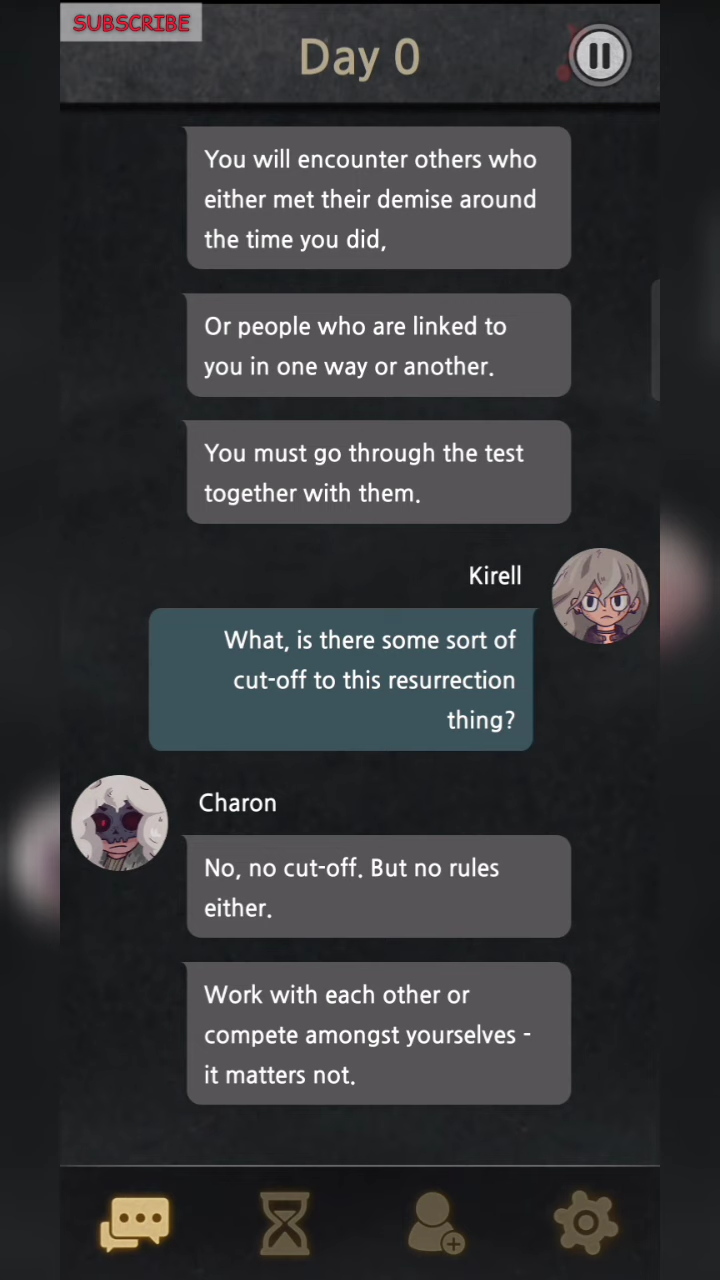 SUBSCRIBE
Day 0
You will encounter others who
either met their demise around
the time you did,
Or people who are linked to
you in one way or another.
You must go through the test
together with them.
Kirell
What, is there some sort of
cut-off to this resurrection
thing?
Charon
No, no cut-off. But no rules
either.
Work with each other or
compete amongst yourselves -
it matters not.